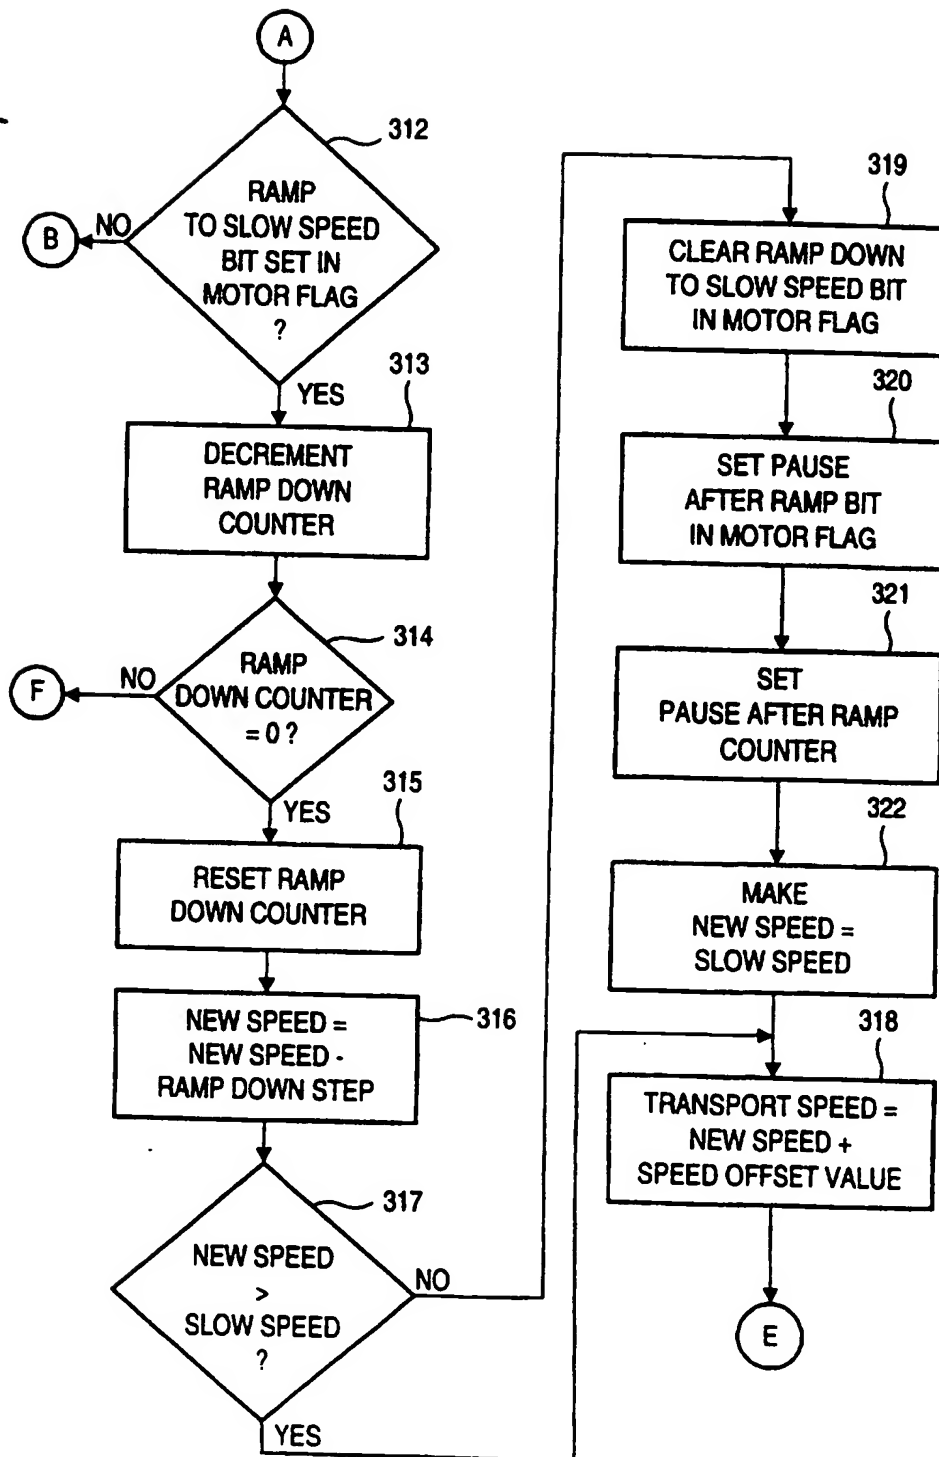 A
312
RAMP
TO SLOW SPEED
BIT SET IN
MOTOR FLAG
?
NO
B
YES
313
DECREMENT
RAMP DOWN
COUNTER
314
RAMP
DOWN COUNTER
= 0 ?
NO
F
YES
315
RESET RAMP
DOWN COUNTER
316
NEW SPEED =
NEW SPEED -
RAMP DOWN STEP
317
NEW SPEED
>
SLOW SPEED
?
NO
YES
319
CLEAR RAMP DOWN
TO SLOW SPEED BIT
IN MOTOR FLAG
320
SET PAUSE
AFTER RAMP BIT
IN MOTOR FLAG
321
SET
PAUSE AFTER RAMP
COUNTER
322
MAKE
NEW SPEED =
SLOW SPEED
318
TRANSPORT SPEED =
NEW SPEED +
SPEED OFFSET VALUE
E